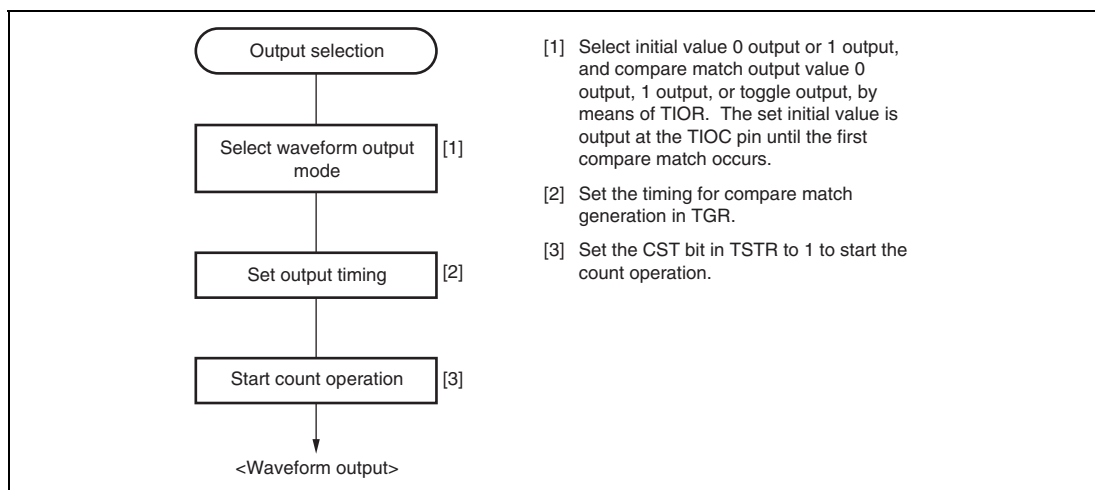 Output selection
Select waveform output
mode
[1]
Set output timing
[2]
Start count operation
[3]
<Waveform output>
[1] Select initial value 0 output or 1 output,
and compare match output value 0
output, 1 output, or toggle output, by
means of TIOR. The set initial value is
output at the TIOC pin until the first
compare match occurs.
[2] Set the timing for compare match
generation in TGR.
[3] Set the CST bit in TSTR to 1 to start the
count operation.